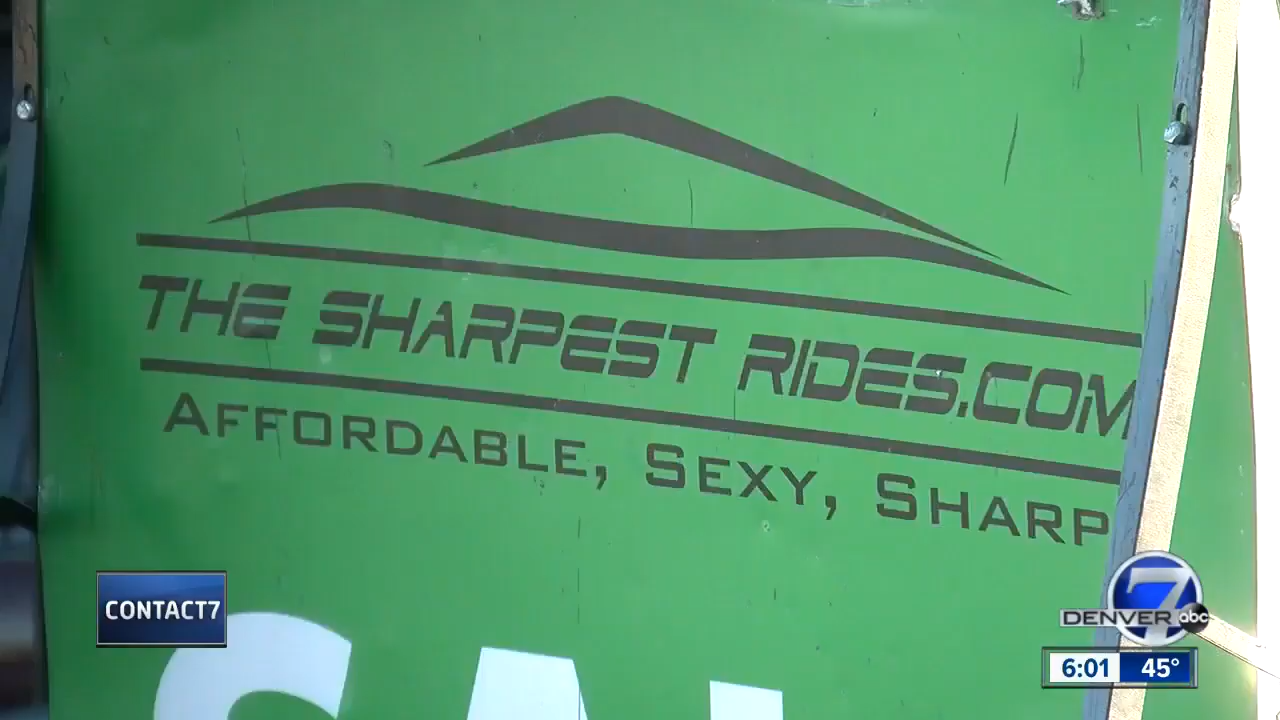 THE SHARPEST RIDES.COM
AFFORDABLE, SEXY, SHARP
CONTACT7
7
DENVER abc
6:01 45°